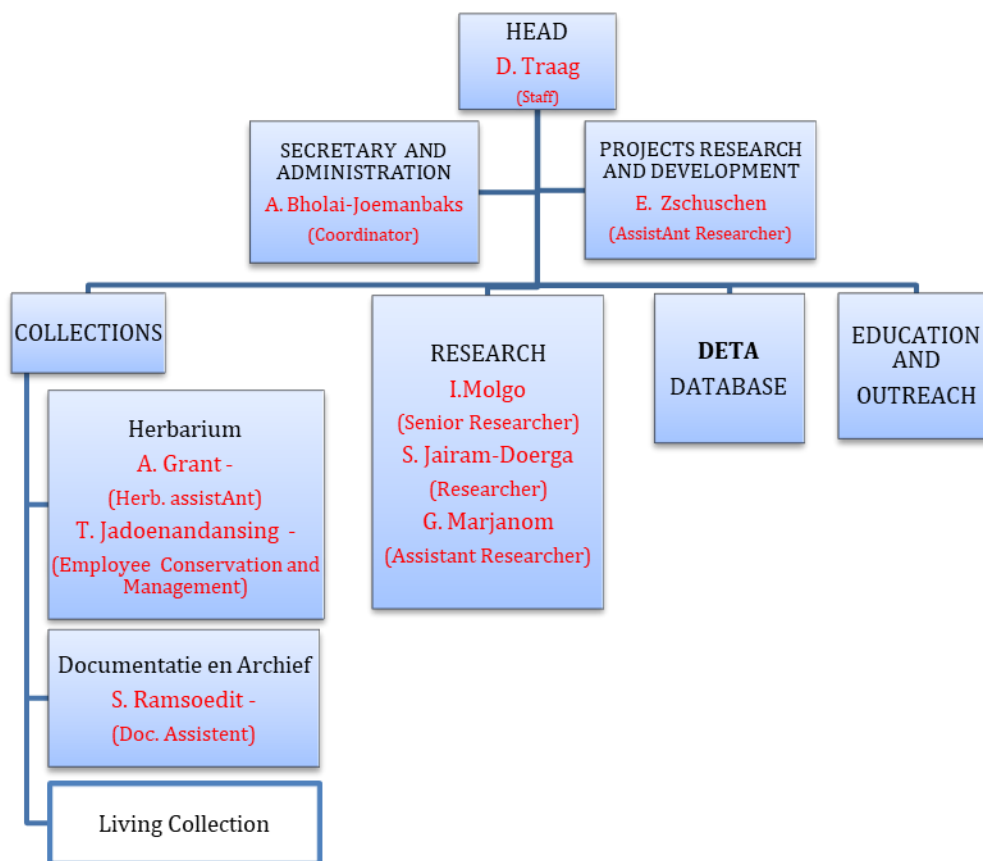 HEAD
D. Traag
(Staff)
SECRETARY AND
ADMINISTRATION
A. Bholai-Joemanbaks
(Coordinator)
PROJECTS RESEARCH
AND DEVELOPMENT
E. Zschuschen
(AssistAnt Researcher)
COLLECTIONS
Herbarium
A. Grant -
(Herb. assistAnt)
T. Jadoenandansing -
(Employee Conservation and
Management)
Documentatie en Archief
S. Ramsoedit -
(Doc. Assistent)
Living Collection
RESEARCH
I.Molgo
(Senior Researcher)
S. Jairam-Doerga
(Researcher)
G. Marjanom
(Assistant Researcher)
DETA
DATABASE
EDUCATION
AND
OUTREACH